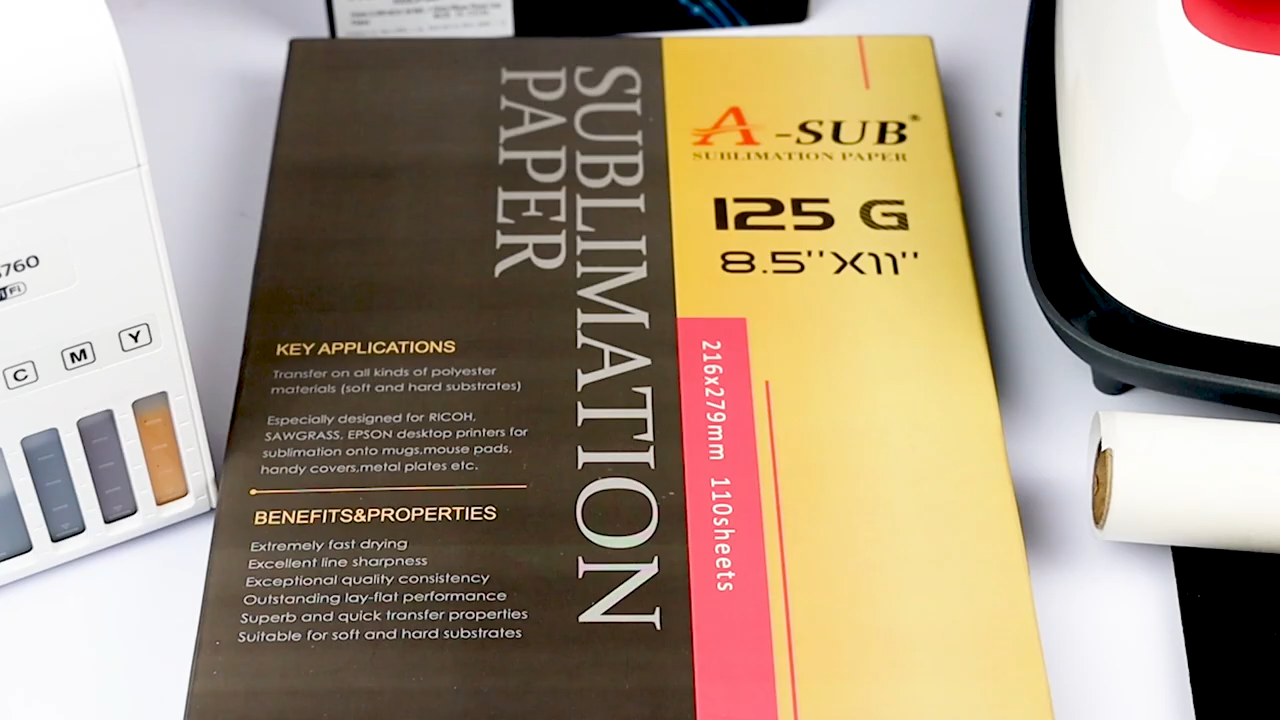 SUBLIMATION
PAPER
A-SUB®
SUBLIMATION PAPER
125 G
8.5"X11"
216x279mm 110sheets
KEY APPLICATIONS
Transfer on all kinds of polyester
materials (soft and hard substrates)
Especially designed for RICOH,
SAWGRASS, EPSON desktop printers for
sublimation onto mugs,mouse pads,
handy covers,metal plates etc.
BENEFITS&PROPERTIES
Extremely fast drying
Excellent line sharpness
Exceptional quality consistency
Outstanding lay-flat performance
Superb and quick transfer properties
Suitable for soft and hard substrates
760
Fi
C
M
Y